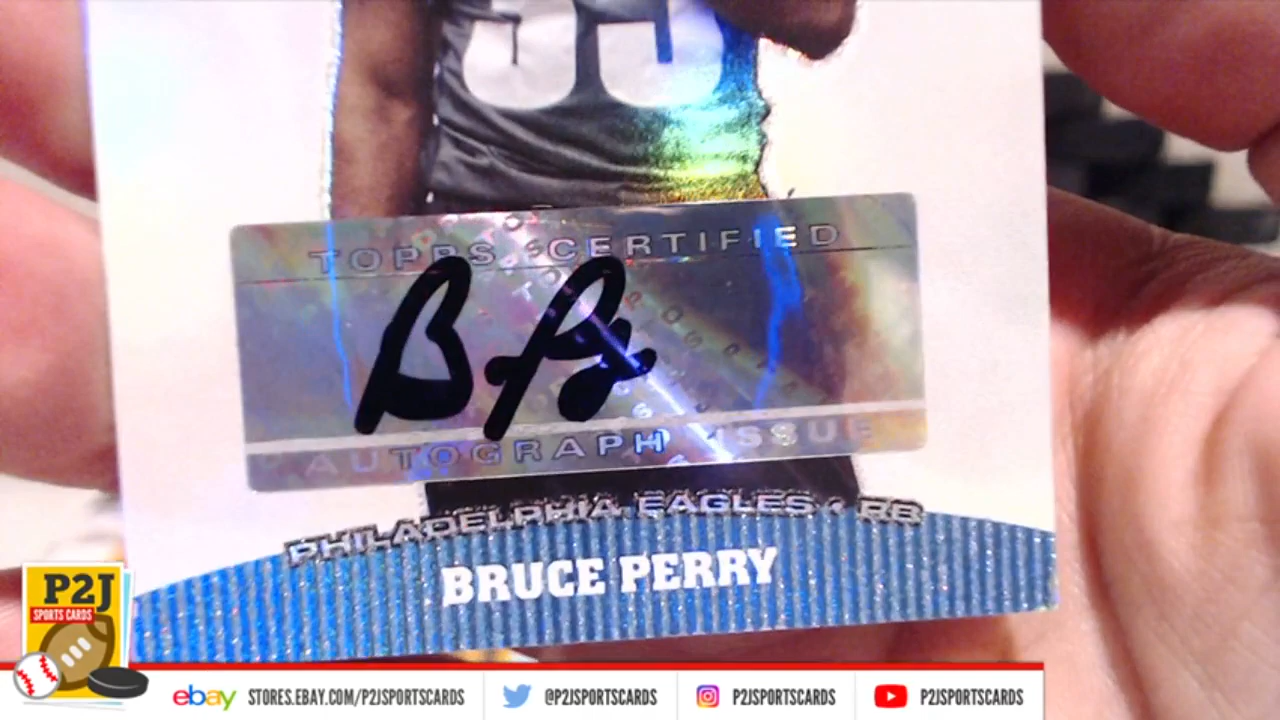 TOPPS CERTIFIED
AUTOGRAPH ISSUE
PHILADELPHIA EAGLES • RB
BRUCE PERRY
P2J
SPORTS CARDS
ebay STORES.EBAY.COM/P2JSPORTSCARDS
@P2JSPORTSCARDS
P2JSPORTSCARDS
P2JSPORTSCARDS